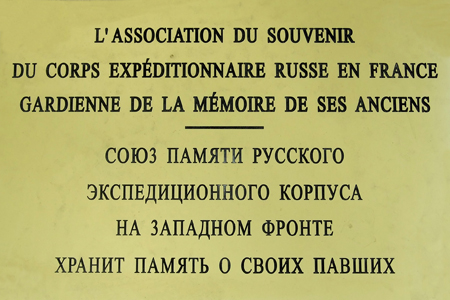 L'ASSOCIATION DU SOUVENIR
DU CORPS EXPÉDITIONNAIRE RUSSE EN FRANCE
GARDIENNE DE LA MÉMOIRE DE SES ANCIENS
СОЮЗ ПАМЯТИ РУССКОГО
ЭКСПЕДИЦИОННОГО КОРПУСА
НА ЗАПАДНОМ ФРОНТЕ
ХРАНИТ ПАМЯТЬ О СВОИХ ПАВШИХ